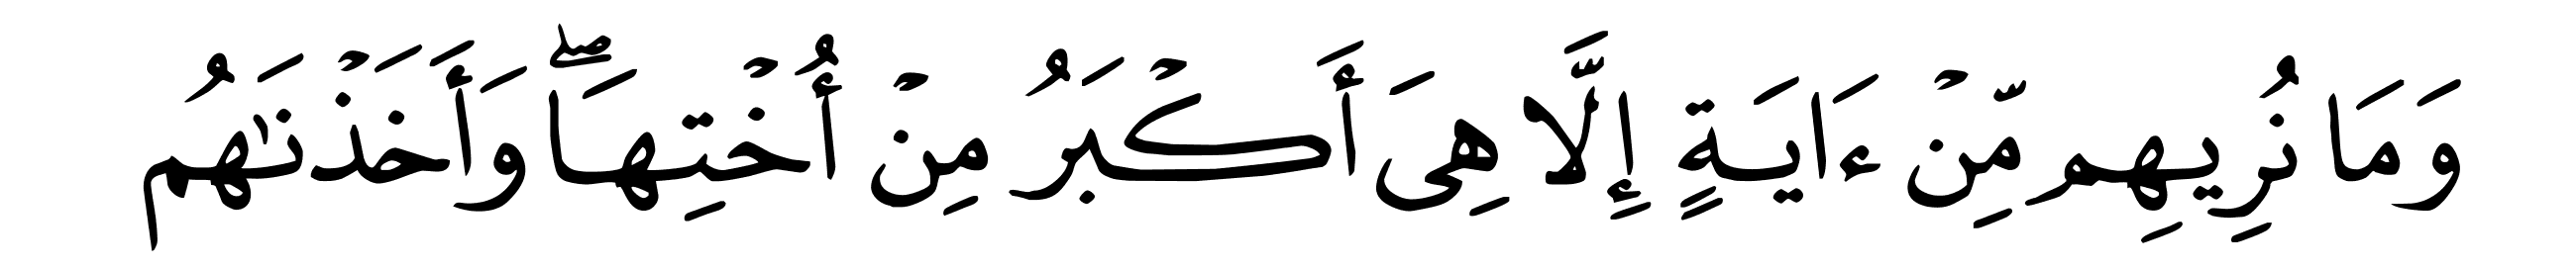 وَمَا نُرِيهِم مِّنۡ ءَايَةٍ إِلَّا هِىَ أَكۡبَرُ مِنۡ أُخۡتِهَاۖ وَأَخَذۡنَٰهُم